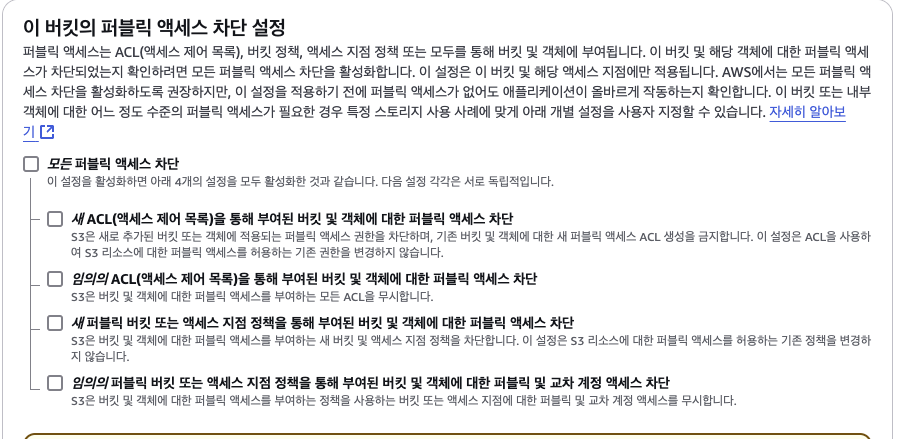 이 버킷의 퍼블릭 액세스 차단 설정
퍼블릭 액세스는 ACL(액세스 제어 목록), 버킷 정책, 액세스 지점 정책 또는 모두를 통해 버킷 및 객체에 부여됩니다. 이 버킷 및 해당 객체에 대한 퍼블릭 액세
스가 차단되었는지 확인하려면 모든 퍼블릭 액세스 차단을 활성화합니다. 이 설정은 이 버킷 및 해당 액세스 지점에만 적용됩니다. AWS에서는 모든 퍼블릭 액
세스 차단을 활성화하도록 권장하지만, 이 설정을 적용하기 전에 퍼블릭 액세스가 없어도 애플리케이션이 올바르게 작동하는지 확인합니다. 이 버킷 또는 내부
객체에 대한 어느 정도 수준의 퍼블릭 액세스가 필요한 경우 특정 스토리지 사용 사례에 맞게 아래 개별 설정을 사용자 지정할 수 있습니다. 자세히 알아보
기
모든 퍼블릭 액세스 차단
이 설정을 활성화하면 아래 4개의 설정을 모두 활성화한 것과 같습니다. 다음 설정 각각은 서로 독립적입니다.
새 ACL(액세스 제어 목록)을 통해 부여된 버킷 및 객체에 대한 퍼블릭 액세스 차단
S3은 새로 추가된 버킷 또는 객체에 적용되는 퍼블릭 액세스 권한을 차단하며, 기존 버킷 및 객체에 대한 새 퍼블릭 액세스 ACL 생성을 금지합니다. 이 설정은 ACL을 사용하
여 S3 리소스에 대한 퍼블릭 액세스를 허용하는 기존 권한을 변경하지 않습니다.
임의의 ACL(액세스 제어 목록)을 통해 부여된 버킷 및 객체에 대한 퍼블릭 액세스 차단
S3은 버킷 및 객체에 대한 퍼블릭 액세스를 부여하는 모든 ACL을 무시합니다.
새 퍼블릭 버킷 또는 액세스 지점 정책을 통해 부여된 버킷 및 객체에 대한 퍼블릭 액세스 차단
S3은 버킷 및 객체에 대한 퍼블릭 액세스를 부여하는 새 버킷 및 액세스 지점 정책을 차단합니다. 이 설정은 S3 리소스에 대한 퍼블릭 액세스를 허용하는 기존 정책을 변경하
지 않습니다.
임의의 퍼블릭 버킷 또는 액세스 지점 정책을 통해 부여된 버킷 및 객체에 대한 퍼블릭 및 교차 계정 액세스 차단
S3은 버킷 및 객체에 대한 퍼블릭 액세스를 부여하는 정책을 사용하는 버킷 또는 액세스 지점에 대한 퍼블릭 및 교차 계정 액세스를 무시합니다.